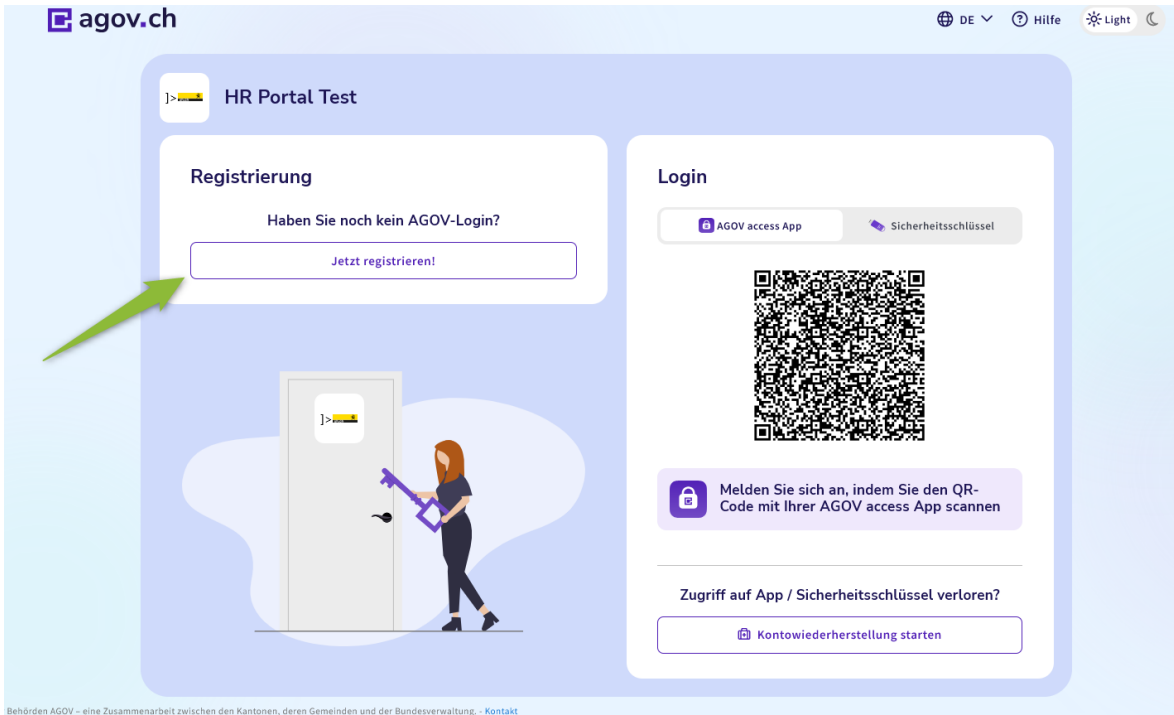 agov.ch
DE
Hilfe
Light
HR Portal Test
Registrierung
Haben Sie noch kein AGOV-Login?
Jetzt registrieren!
Login
AGOV access App
Sicherheitsschlüssel
Melden Sie sich an, indem Sie den QR-
Code mit Ihrer AGOV access App scannen
Zugriff auf App / Sicherheitsschlüssel verloren?
Kontowiederherstellung starten
Behörden AGOV – eine Zusammenarbeit zwischen den Kantonen, deren Gemeinden und der Bundesverwaltung. - Kontakt